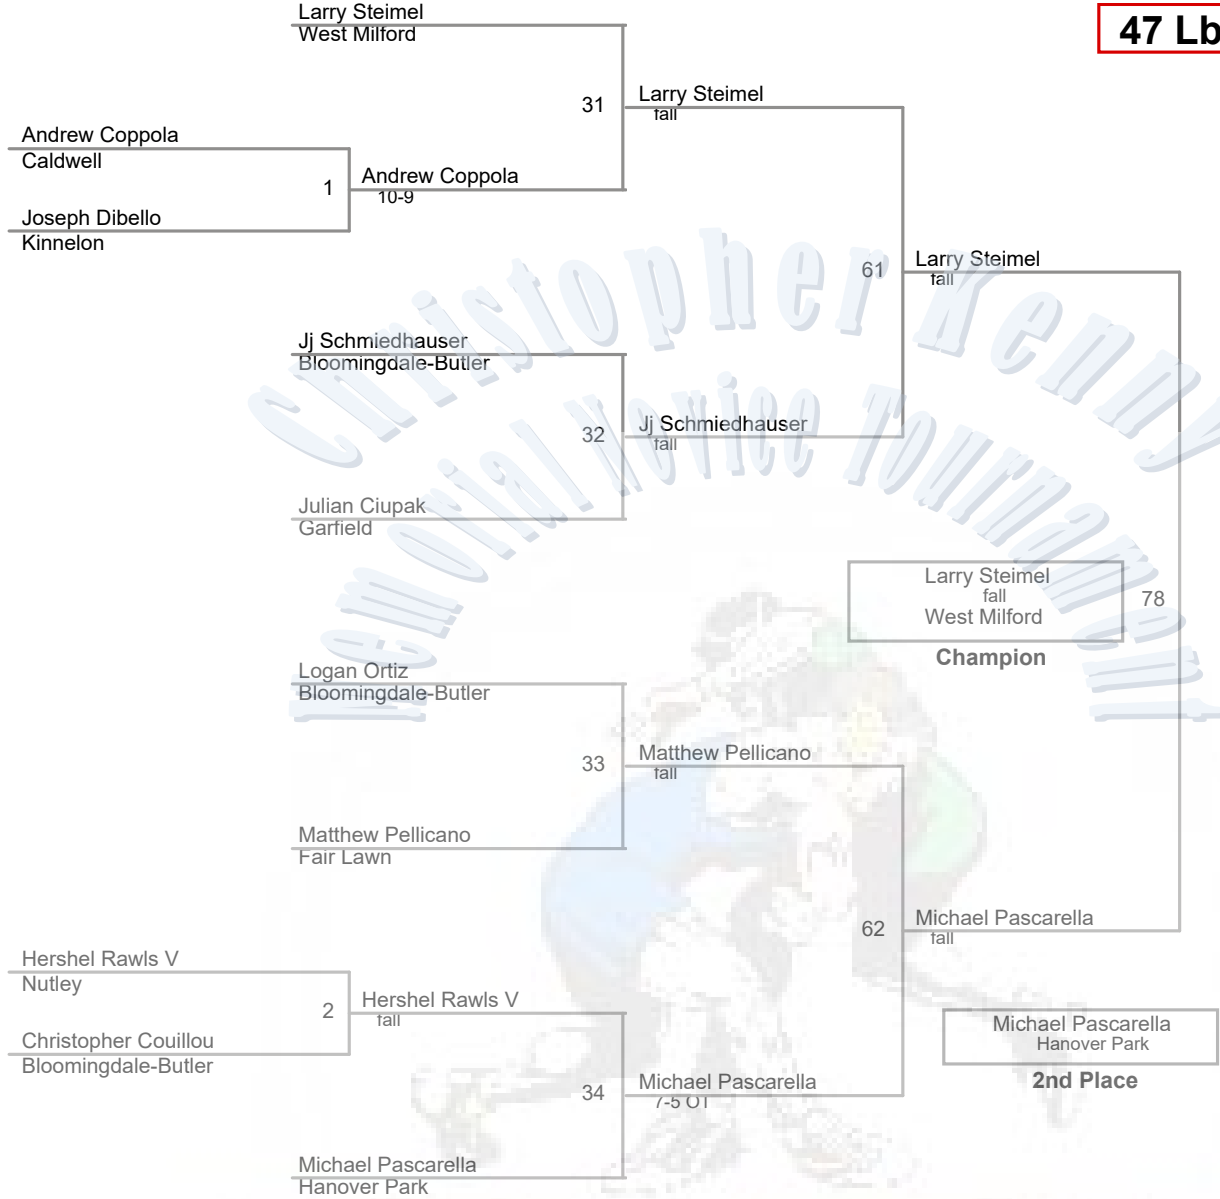 Larry Steimel
West Milford
47 Lb
31
Larry Steimel
fall
Andrew Coppola
Caldwell
1
Andrew Coppola
10-9
Joseph Dibello
Kinnelon
61
Larry Steimel
fall
Christopher Kenny
Memorial Novice Tournament
Jj Schmiedhauser
Bloomingdale-Butler
32
Jj Schmiedhauser
fall
Julian Ciupak
Garfield
Larry Steimel
fall
West Milford
78
Champion
Logan Ortiz
Bloomingdale-Butler
33
Matthew Pellicano
fall
Matthew Pellicano
Fair Lawn
62
Michael Pascarella
fall
Hershel Rawls V
Nutley
2
Hershel Rawls V
fall
Christopher Couillou
Bloomingdale-Butler
Michael Pascarella
Hanover Park
2nd Place
34
Michael Pascarella
7-5 OT
Michael Pascarella
Hanover Park